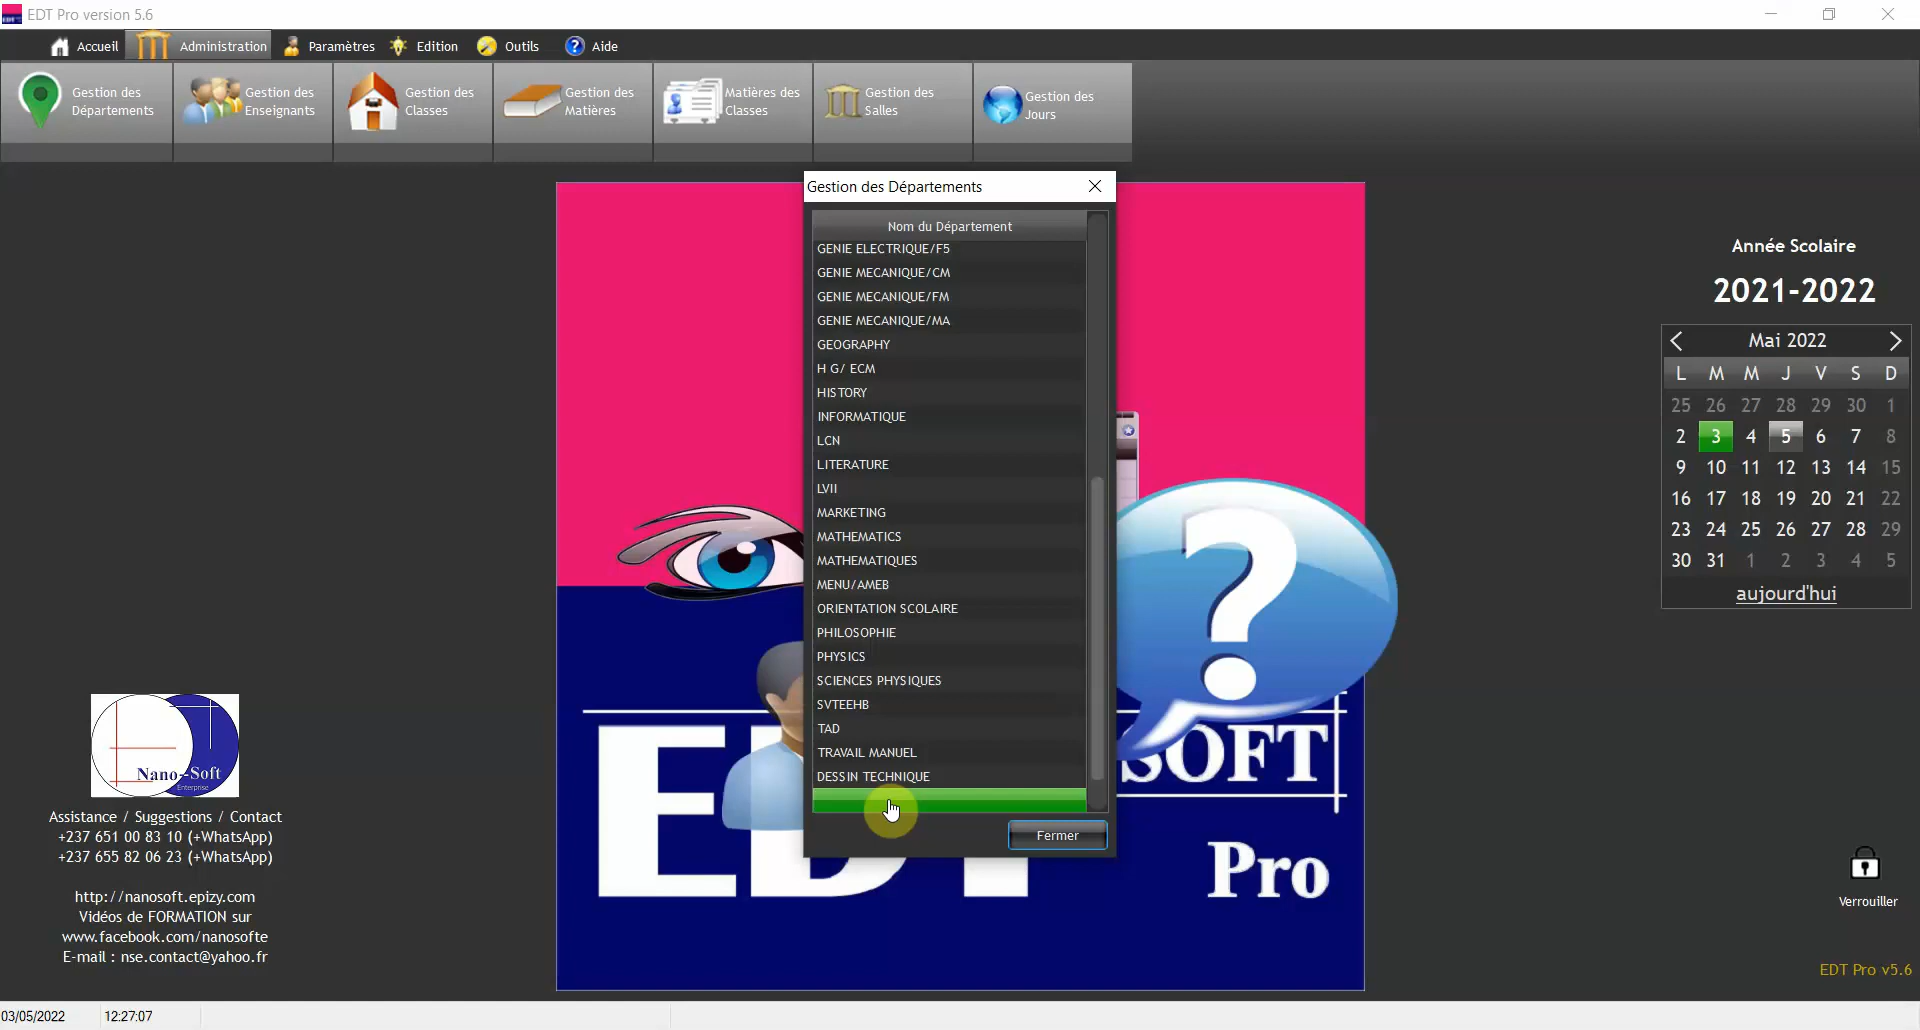 EDT Pro version 5.6
Accueil
Administration
Paramètres
Edition
Outils
Aide
Gestion des
Départements
Gestion des
Enseignants
Gestion des
Classes
Gestion des
Matières
Matières des
Classes
Gestion des
Salles
Gestion des
Jours
Gestion des Départements
Nom du Département
GENIE ELECTRIQUE/F5
GENIE MECANIQUE/CM
GENIE MECANIQUE/FM
GENIE MECANIQUE/MA
GEOGRAPHY
H G/ ECM
HISTORY
INFORMATIQUE
LCN
LITERATURE
LVII
MARKETING
MATHEMATICS
MATHEMATIQUES
MENU/AMEB
ORIENTATION SCOLAIRE
PHILOSOPHIE
PHYSICS
SCIENCES PHYSIQUES
SVTEEHB
TAD
TRAVAIL MANUEL
DESSIN TECHNIQUE
Fermer
Année Scolaire
2021-2022
Mai 2022
L M M J V S D
25 26 27 28 29 30 1
2 3 4 5 6 7 8
9 10 11 12 13 14 15
16 17 18 19 20 21 22
23 24 25 26 27 28 29
30 31 1 2 3 4 5
aujourd'hui
?
SOFT
Pro
Nano-Soft
Enterprise
Assistance / Suggestions / Contact
+237 651 00 83 10 (+WhatsApp)
+237 655 82 06 23 (+WhatsApp)
http://nanosoft.epizy.com
Vidéos de FORMATION sur
www.facebook.com/nanosofte
E-mail : nse.contact@yahoo.fr
Verrouiller
EDT Pro v5.6
03/05/2022
12:27:07